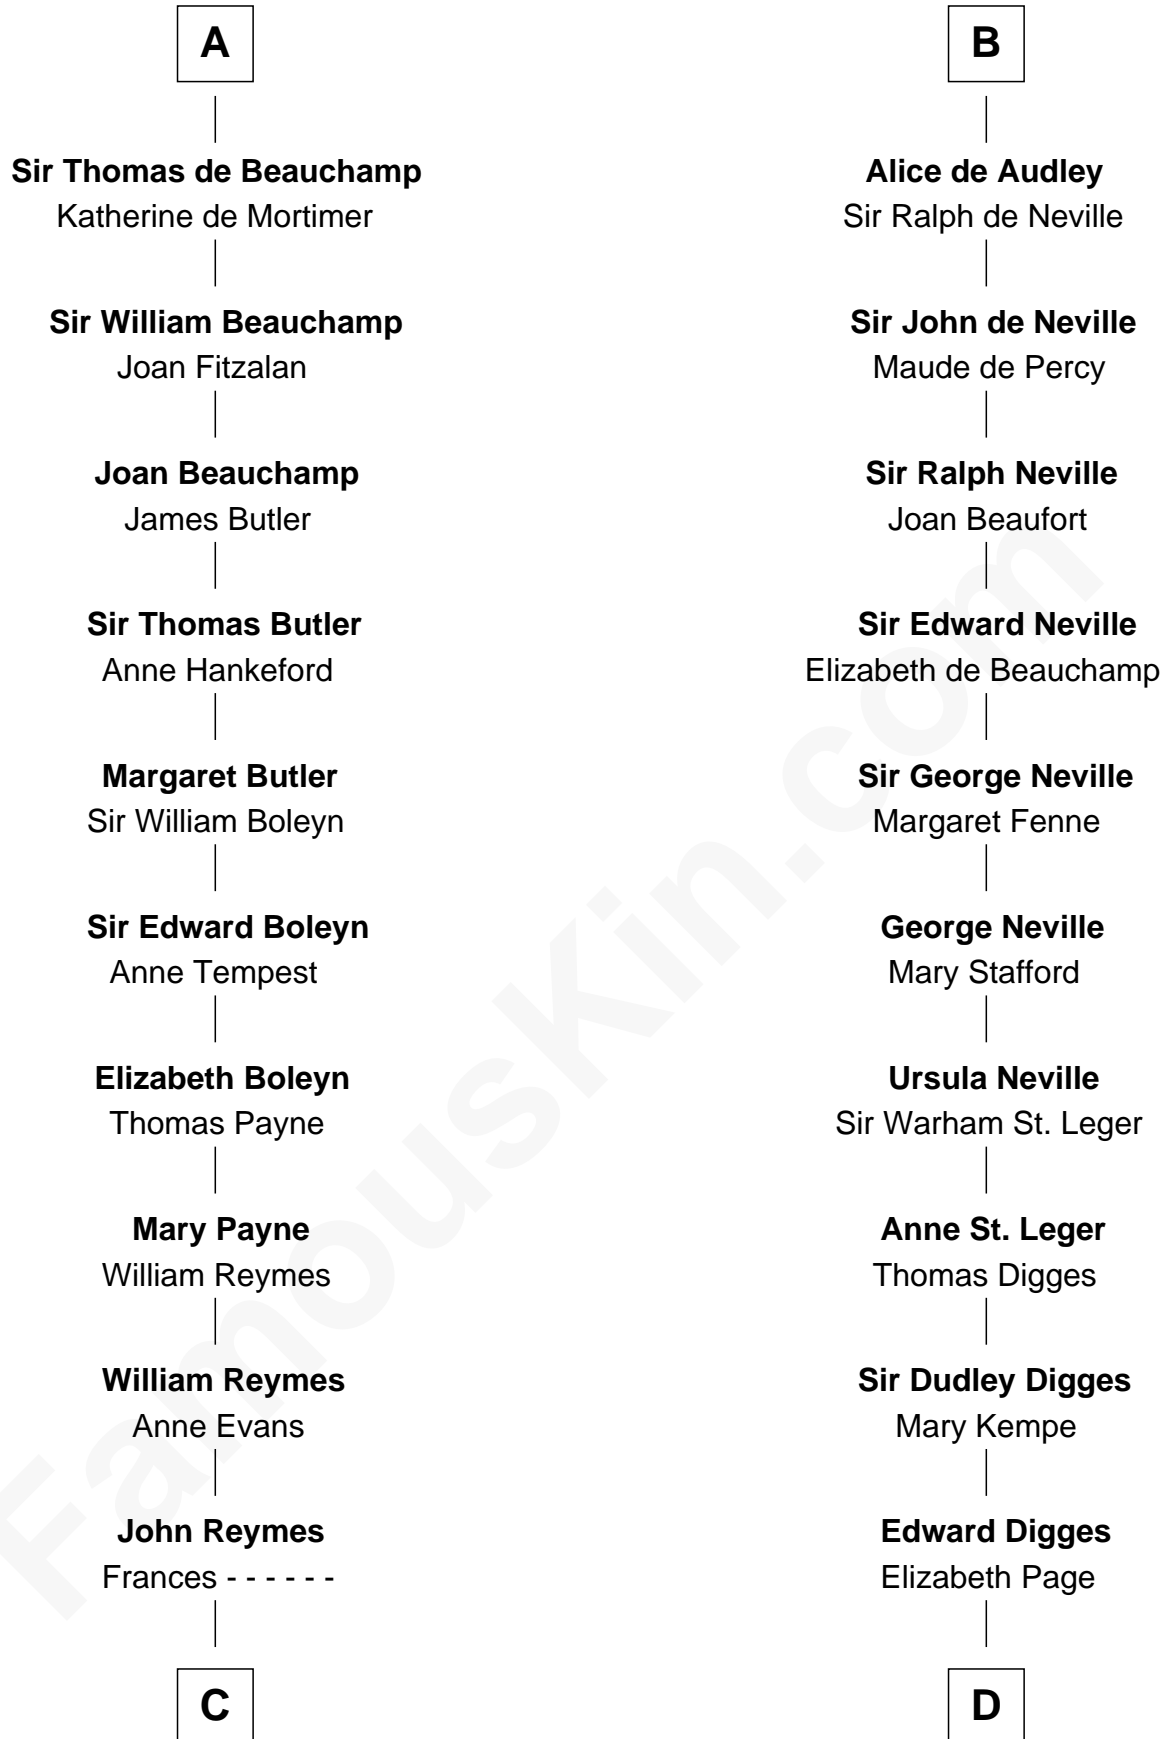 A
Sir Thomas de Beauchamp
Katherine de Mortimer
Sir William Beauchamp
Joan Fitzalan
Joan Beauchamp
James Butler
Sir Thomas Butler
Anne Hankeford
Margaret Butler
Sir William Boleyn
Sir Edward Boleyn
Anne Tempest
Elizabeth Boleyn
Thomas Payne
Mary Payne
William Reymes
William Reymes
Anne Evans
John Reymes
Frances - - - - - -
C
B
Alice de Audley
Sir Ralph de Neville
Sir John de Neville
Maude de Percy
Sir Ralph Neville
Joan Beaufort
Sir Edward Neville
Elizabeth de Beauchamp
Sir George Neville
Margaret Fenne
George Neville
Mary Stafford
Ursula Neville
Sir Warham St. Leger
Anne St. Leger
Thomas Digges
Sir Dudley Digges
Mary Kempe
Edward Digges
Elizabeth Page
D
FamousKin.com